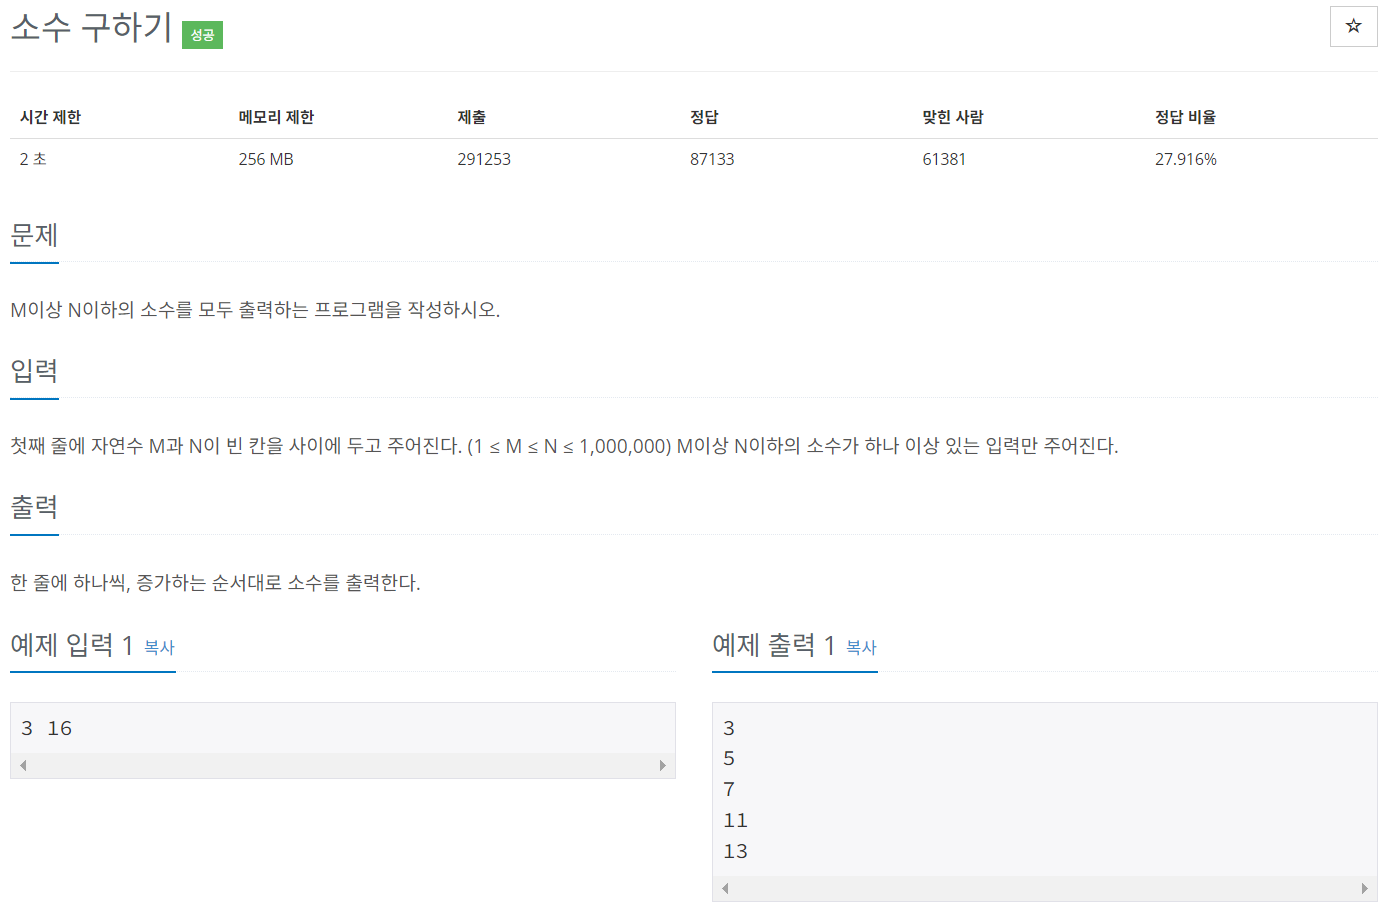 소수 구하기 성공
☆
시간 제한 메모리 제한 제출 정답 맞힌 사람 정답 비율
2 초 256 MB 291253 87133 61381 27.916%
문제
M이상 N이하의 소수를 모두 출력하는 프로그램을 작성하시오.
입력
첫째 줄에 자연수 M과 N이 빈 칸을 사이에 두고 주어진다. (1 ≤ M ≤ N ≤ 1,000,000) M이상 N이하의 소수가 하나 이상 있는 입력만 주어진다.
출력
한 줄에 하나씩, 증가하는 순서대로 소수를 출력한다.
예제 입력 1 복사
3 16
예제 출력 1 복사
3
5
7
11
13